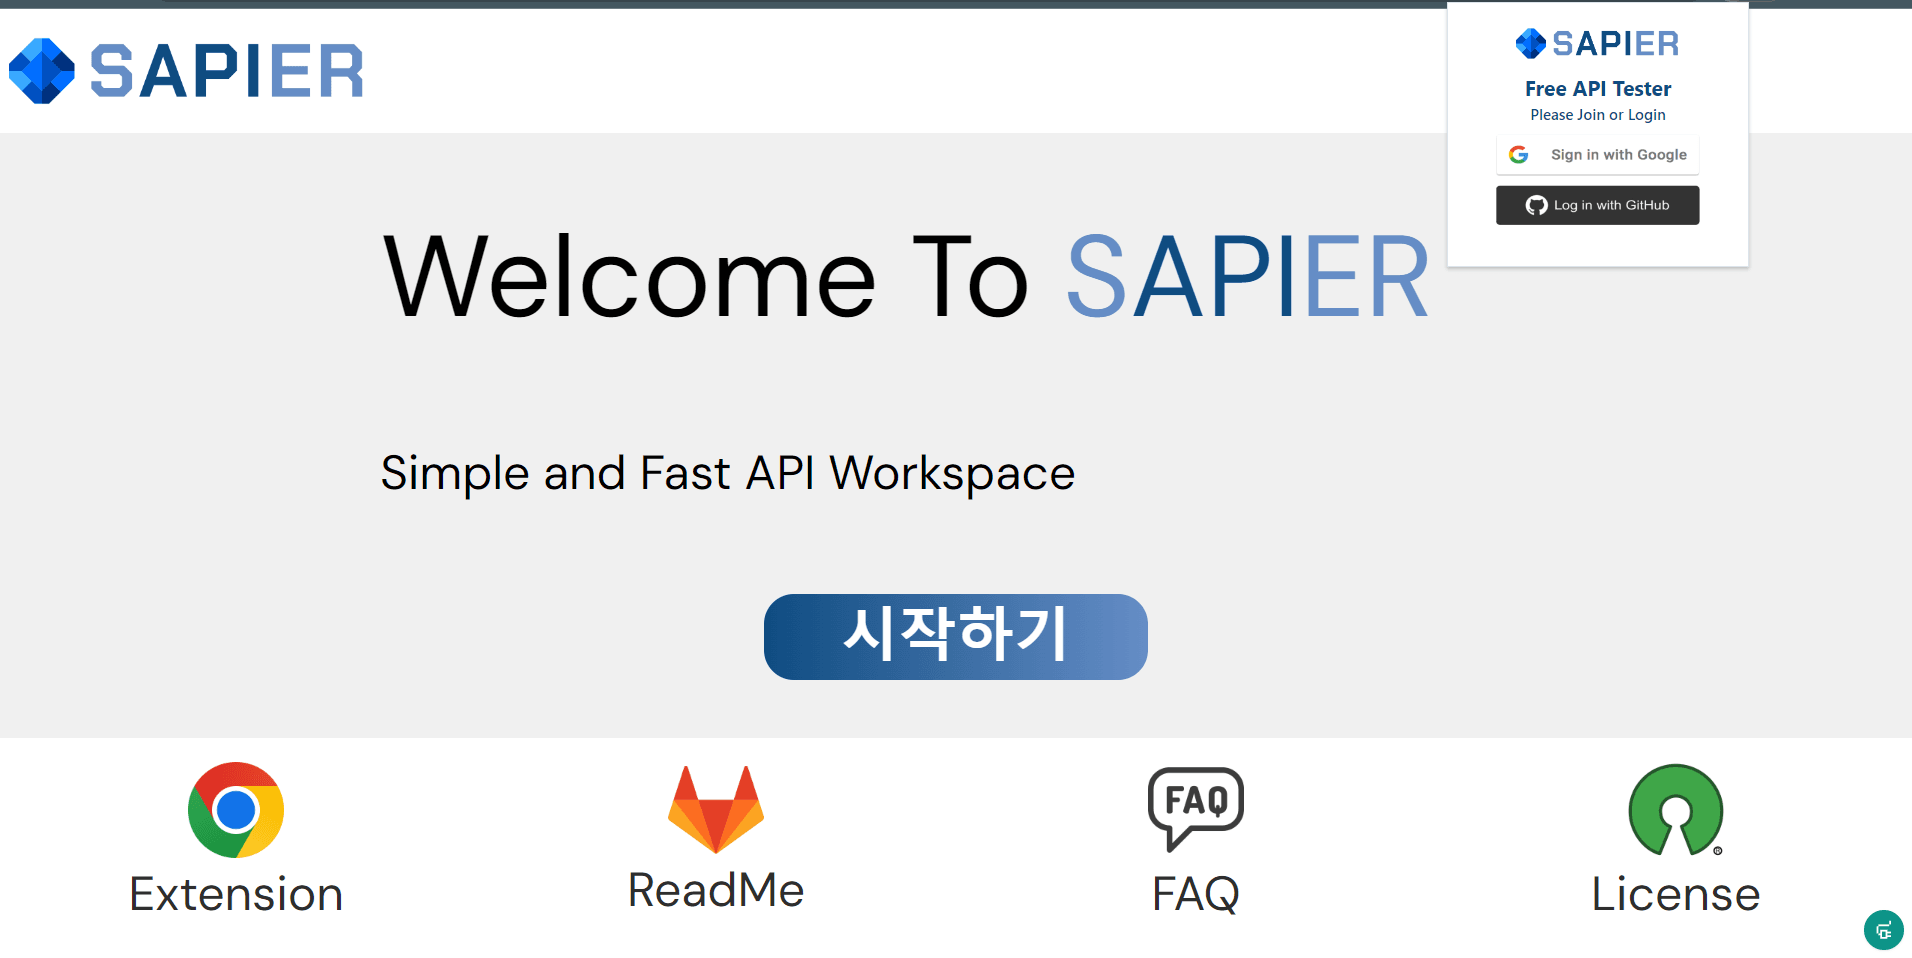 SAPIER
SAPIER
Free API Tester
Please Join or Login
Sign in with Google
Log in with GitHub
Welcome To SAPIER
Simple and Fast API Workspace
시작하기
FAQ
®
Extension
ReadMe
FAQ
License